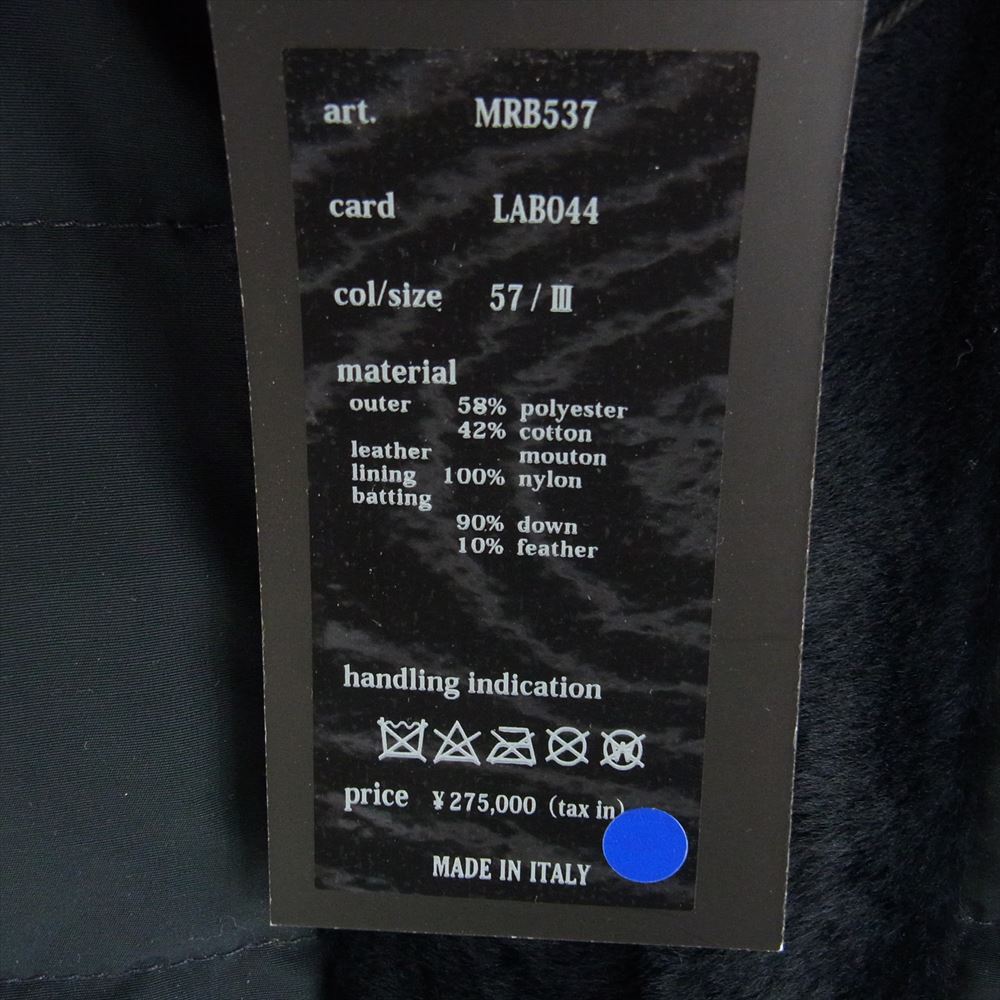 art. MRB537
card LAB044
col/size 57 / Ⅲ
material
outer 58% polyester
42% cotton
leather mouton
lining 100% nylon
batting
90% down
10% feather
handling indication
W
price ¥275,000 (tax in)
MADE IN ITALY